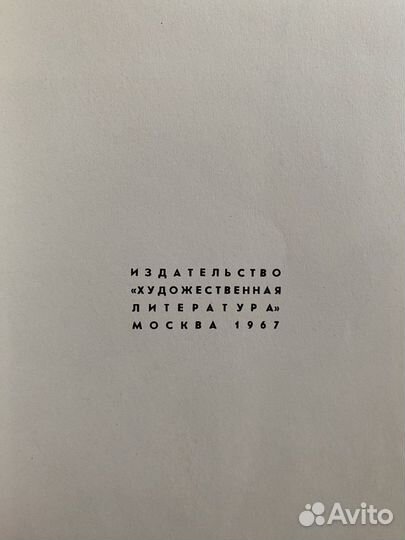 ИЗДАТЕЛЬСТВО
«ХУДОЖЕСТВЕННАЯ
ЛИТЕРАТУРА»
МОСКВА 1967
Avito